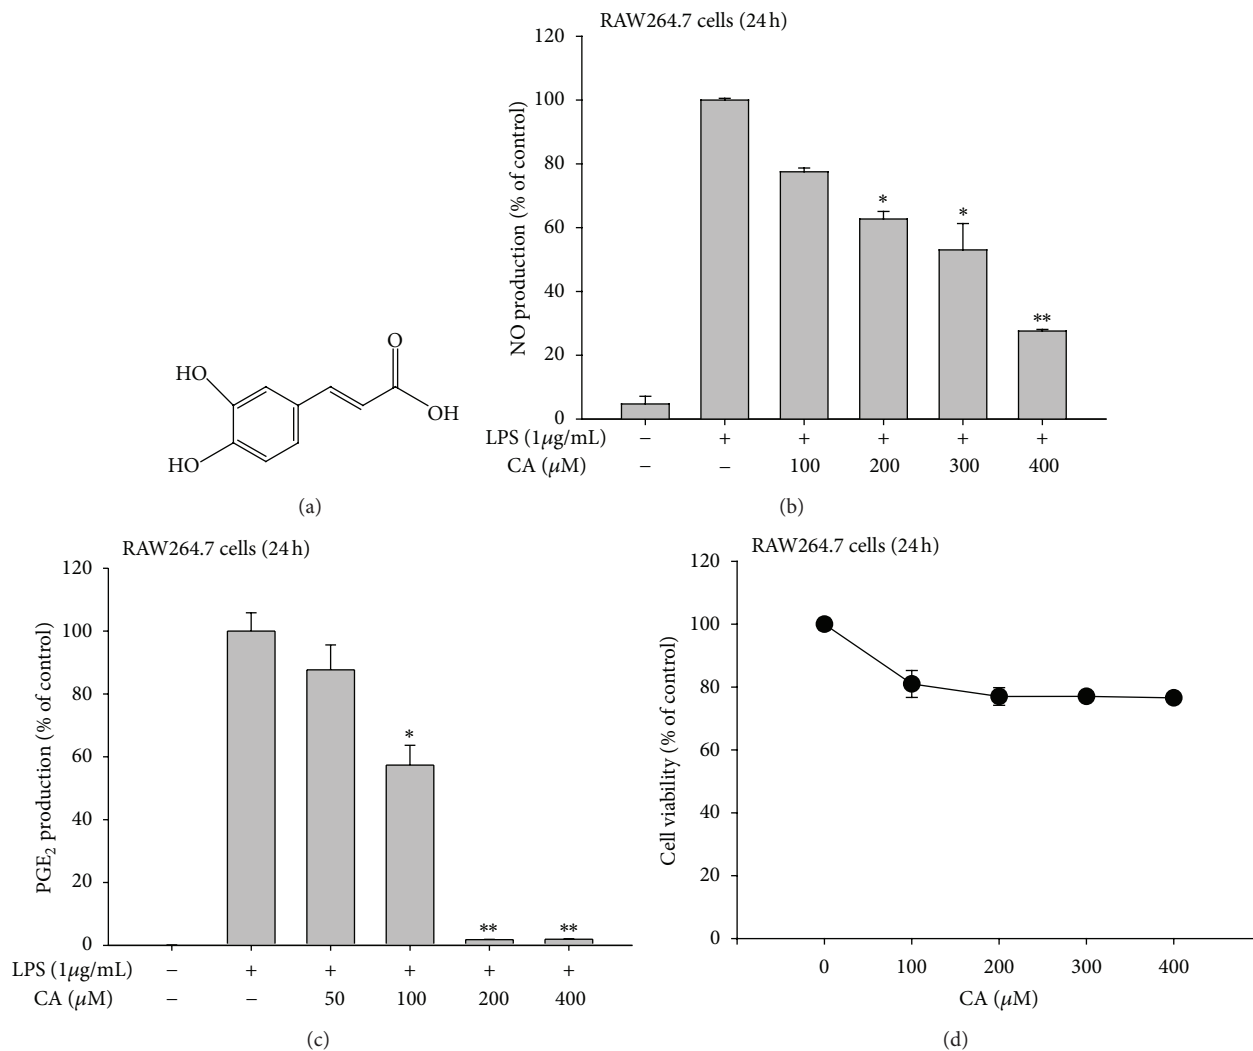 HO
HO
O
OH
(a)
RAW264.7 cells (24 h)
NO production (% of control)
120
100
80
60
40
20
0
* * **
LPS (1μg/mL) − + + + + +
CA (μM) − − 100 200 300 400
(b)
RAW264.7 cells (24 h)
PGE₂ production (% of control)
120
100
80
60
40
20
0
* ** **
LPS (1μg/mL) − + + + + +
CA (μM) − − 50 100 200 400
(c)
RAW264.7 cells (24 h)
Cell viability (% of control)
120
100
80
60
40
20
0
0 100 200 300 400
CA (μM)
(d)